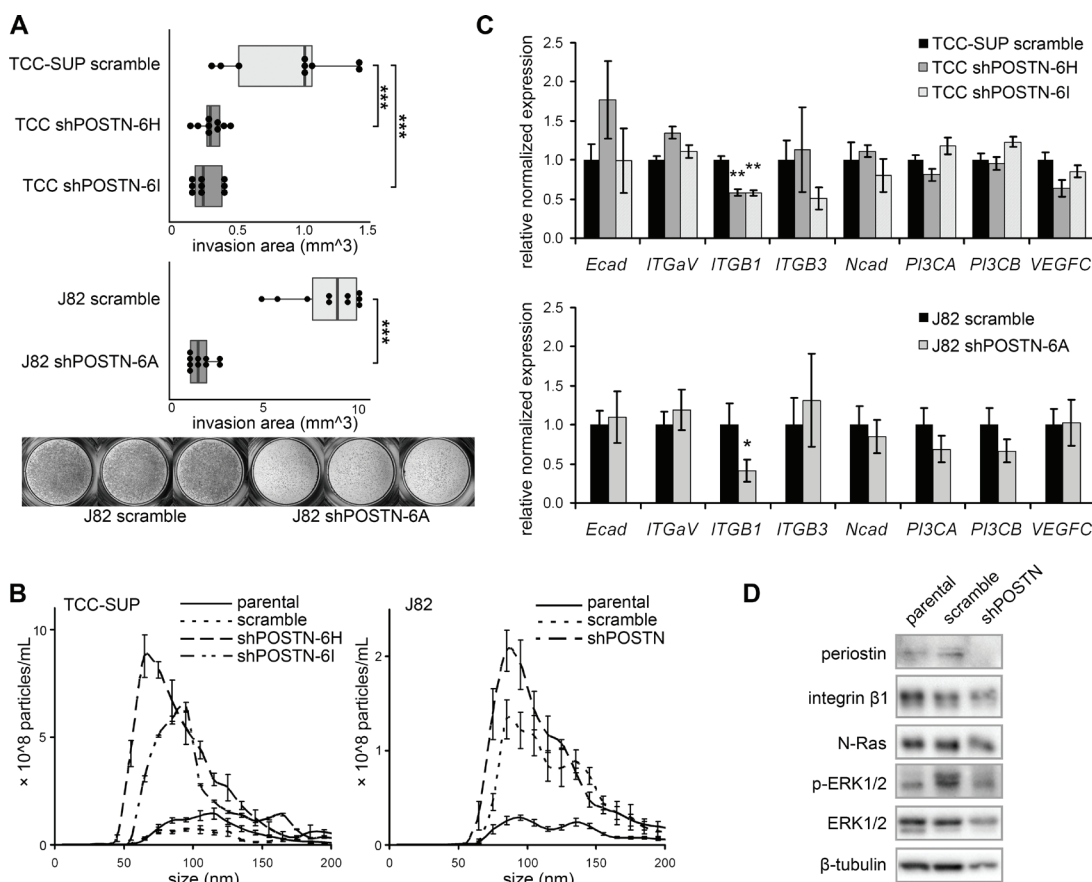 A
TCC-SUP scramble
TCC shPOSTN-6H
TCC shPOSTN-6I
***
***
0 0.5 1.0 1.5
invasion area (mm^3)
J82 scramble
J82 shPOSTN-6A
***
0 5 10
invasion area (mm^3)
J82 scramble J82 shPOSTN-6A
C
relative normalized expression
2.5
2.0
1.5
1.0
0.5
0.0
TCC-SUP scramble
TCC shPOSTN-6H
TCC shPOSTN-6I
** **
Ecad ITGaV ITGB1 ITGB3 Ncad PI3CA PI3CB VEGFC
relative normalized expression
2.5
2.0
1.5
1.0
0.5
0.0
J82 scramble
J82 shPOSTN-6A
*
Ecad ITGaV ITGB1 ITGB3 Ncad PI3CA PI3CB VEGFC
B
TCC-SUP
parental
scramble
shPOSTN-6H
shPOSTN-6I
× 10^8 particles/mL
10
5
0
0 50 100 150 200
size (nm)
J82
parental
scramble
shPOSTN
× 10^8 particles/mL
2
1
0
0 50 100 150 200
size (nm)
D
parental
scramble
shPOSTN
periostin
integrin β1
N-Ras
p-ERK1/2
ERK1/2
β-tubulin